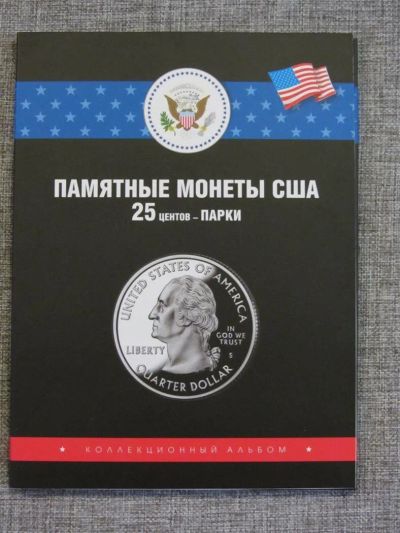 ПАМЯТНЫЕ МОНЕТЫ США
25 ЦЕНТОВ – ПАРКИ
UNITED STATES OF AMERICA
LIBERTY
IN
GOD WE
TRUST
S
QUARTER DOLLAR
★ КОЛЛЕКЦИОННЫЙ АЛЬБОМ ★